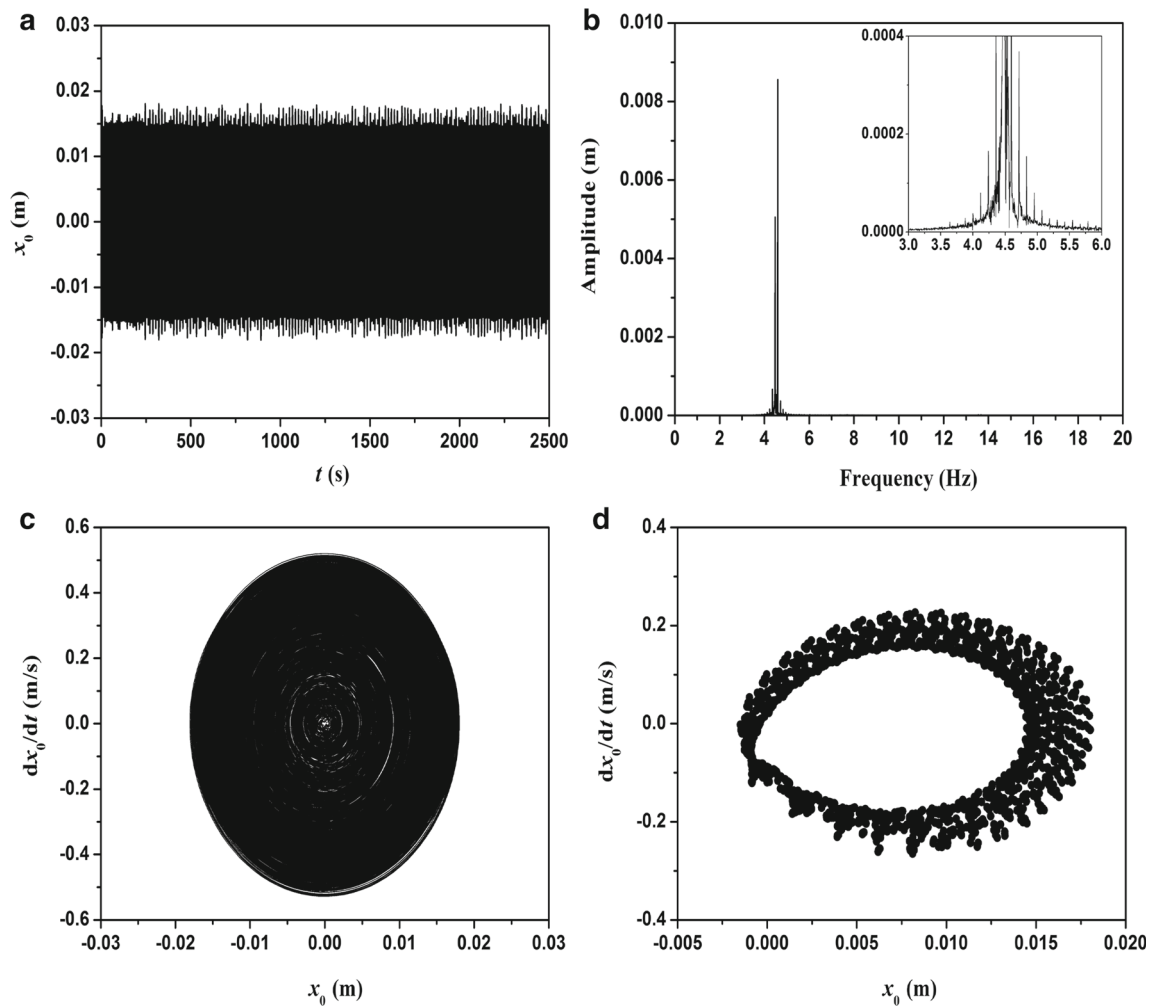 a
0.03
0.02
0.01
0.00
-0.01
-0.02
-0.03
x₀ (m)
0 500 1000 1500 2000 2500
t (s)
b
0.010
0.008
0.006
0.004
0.002
0.000
Amplitude (m)
0 2 4 6 8 10 12 14 16 18 20
Frequency (Hz)
0.0004
0.0002
0.0000
3.0 3.5 4.0 4.5 5.0 5.5 6.0
c
0.6
0.4
0.2
0.0
-0.2
-0.4
-0.6
dx₀/dt (m/s)
-0.03 -0.02 -0.01 0.00 0.01 0.02 0.03
x₀ (m)
d
0.4
0.2
0.0
-0.2
-0.4
dx₀/dt (m/s)
-0.005 0.000 0.005 0.010 0.015 0.020
x₀ (m)